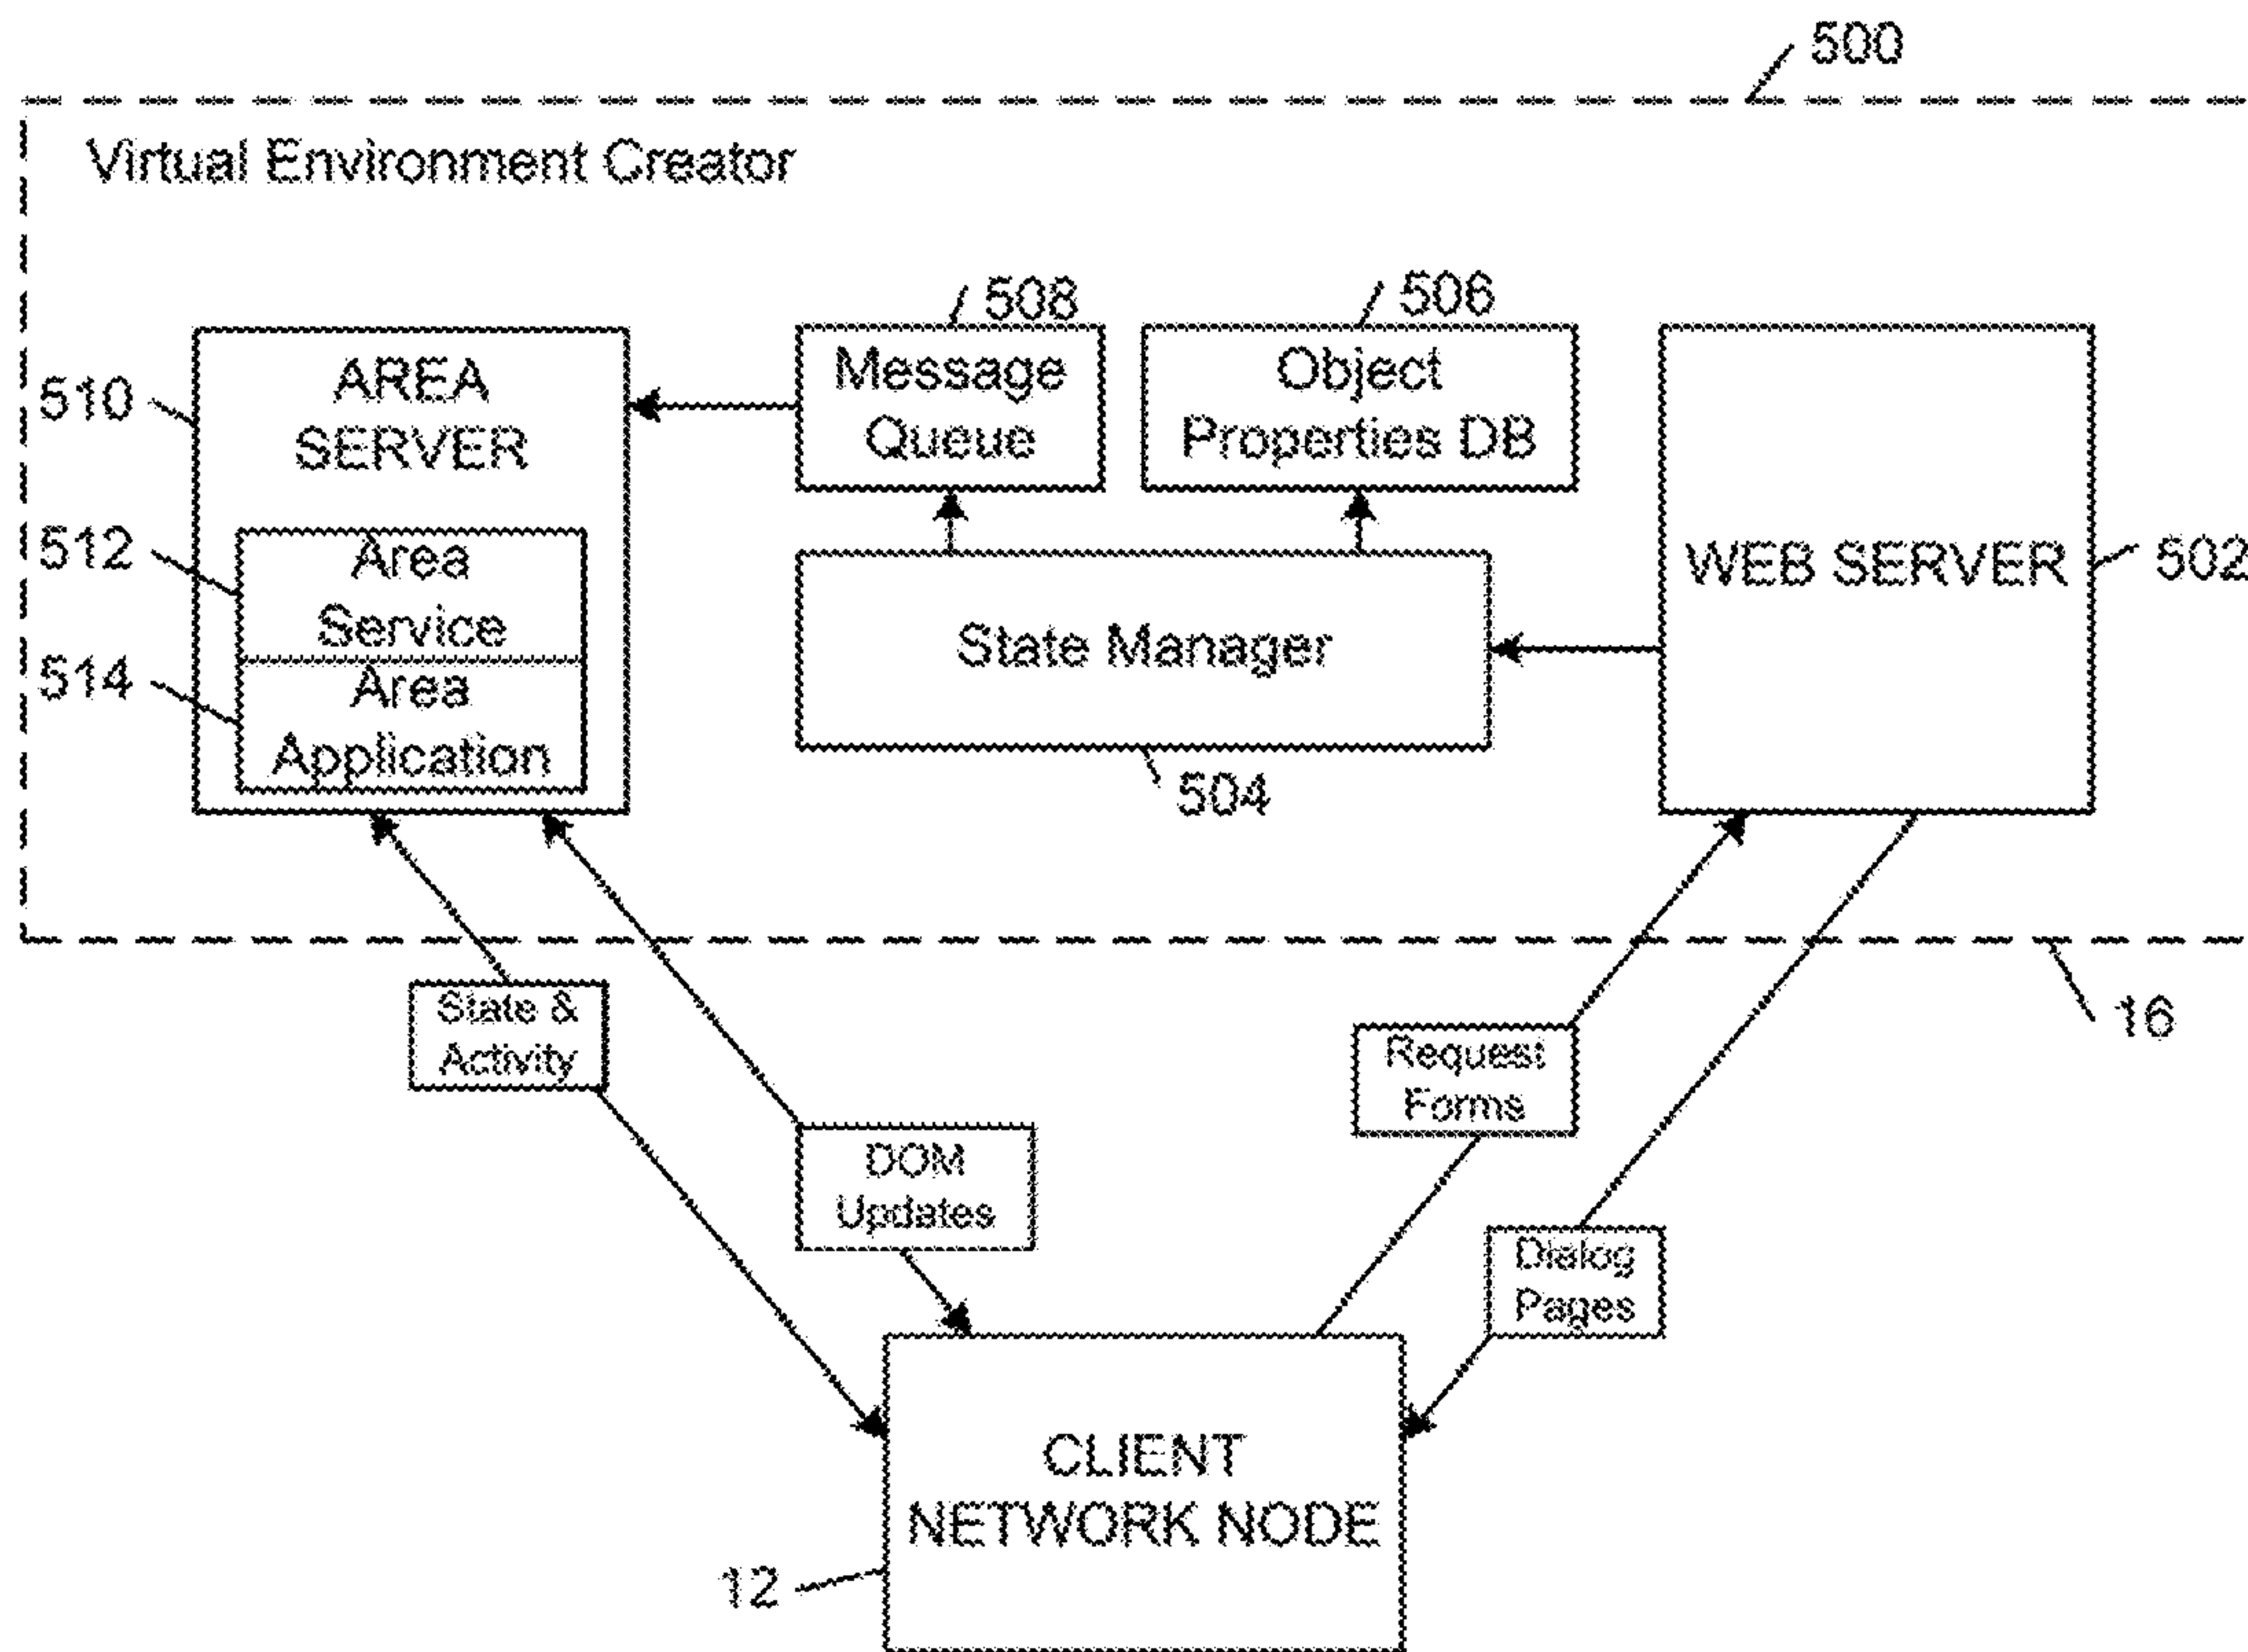 500
Virtual Environment Creator
508
506
510
AREA
SERVER
Message
Queue
Object
Properties DB
WEB SERVER
502
512
Area
Service
514
Area
Application
State Manager
504
State &
Activity
16
Request
Forms
DOM
Updates
Dialog
Pages
CLIENT
NETWORK NODE
12